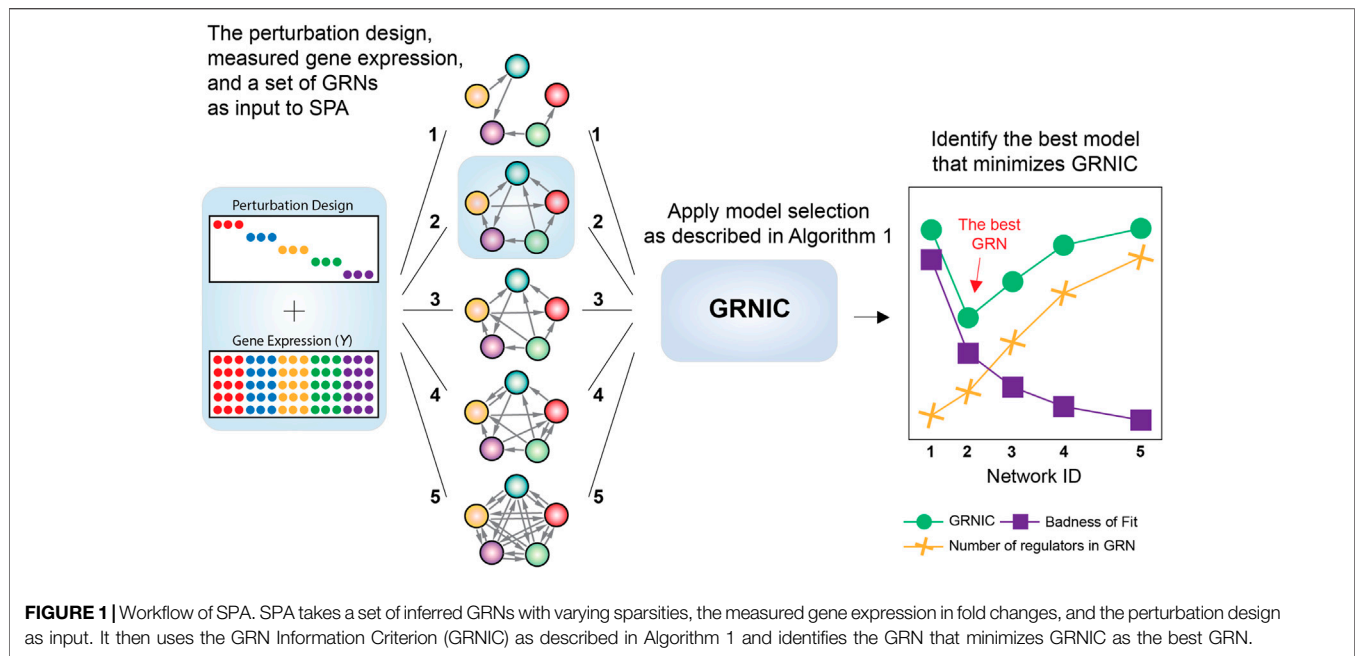 The perturbation design,
measured gene expression,
and a set of GRNs
as input to SPA
Perturbation Design
+
Gene Expression (Y)
1
2
3
4
5
1
2
3
4
5
Apply model selection
as described in Algorithm 1
GRNIC
Identify the best model
that minimizes GRNIC
The best
GRN
1 2 3 4 5
Network ID
GRNIC Badness of Fit
Number of regulators in GRN
FIGURE 1 | Workflow of SPA. SPA takes a set of inferred GRNs with varying sparsities, the measured gene expression in fold changes, and the perturbation design
as input. It then uses the GRN Information Criterion (GRNIC) as described in Algorithm 1 and identifies the GRN that minimizes GRNIC as the best GRN.